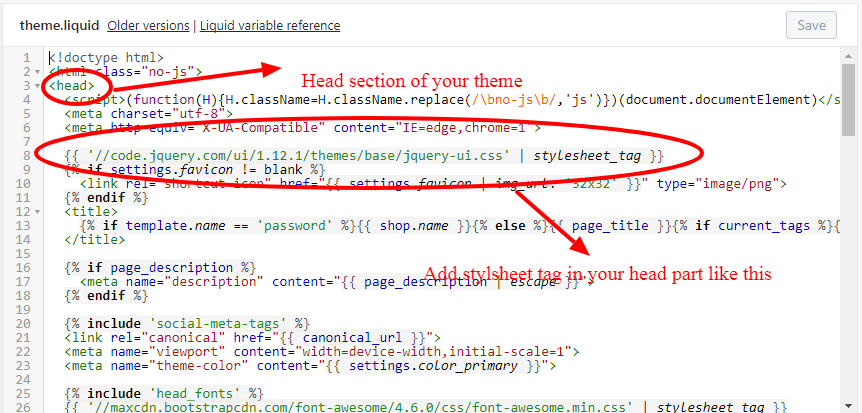 theme.liquid Older versions | Liquid variable reference Save
1 <!doctype html>
2 <html class="no-js">
3 <head> Head section of your theme
4 <script>(function(H){H.className=H.className.replace(/\bno-js\b/,'js')})(document.documentElement)</s
5 <meta charset="utf-8">
6 <meta http-equiv="X-UA-Compatible" content="IE=edge,chrome=1">
7
8 {{ '//code.jquery.com/ui/1.12.1/themes/base/jquery-ui.css' | stylesheet_tag }}
9 {% if settings.favicon != blank %}
10 <link rel="shortcut icon" href="{{ settings.favicon | img_url: '32x32' }}" type="image/png">
11 {% endif %}
12 <title>
13 {% if template.name == 'password' %}{{ shop.name }}{% else %}{{ page_title }}{% if current_tags %}{
14 </title>
15
16 {% if page_description %}
Add stylsheet tag in your head part like this
17 <meta name="description" content="{{ page_description | escape }}">
18 {% endif %}
19
20 {% include 'social-meta-tags' %}
21 <link rel="canonical" href="{{ canonical_url }}">
22 <meta name="viewport" content="width=device-width,initial-scale=1">
23 <meta name="theme-color" content="{{ settings.color_primary }}">
24
25 {% include 'head_fonts' %}
26 {{ '//maxcdn.bootstrapcdn.com/font-awesome/4.6.0/css/font-awesome.min.css' | stylesheet_tag }}